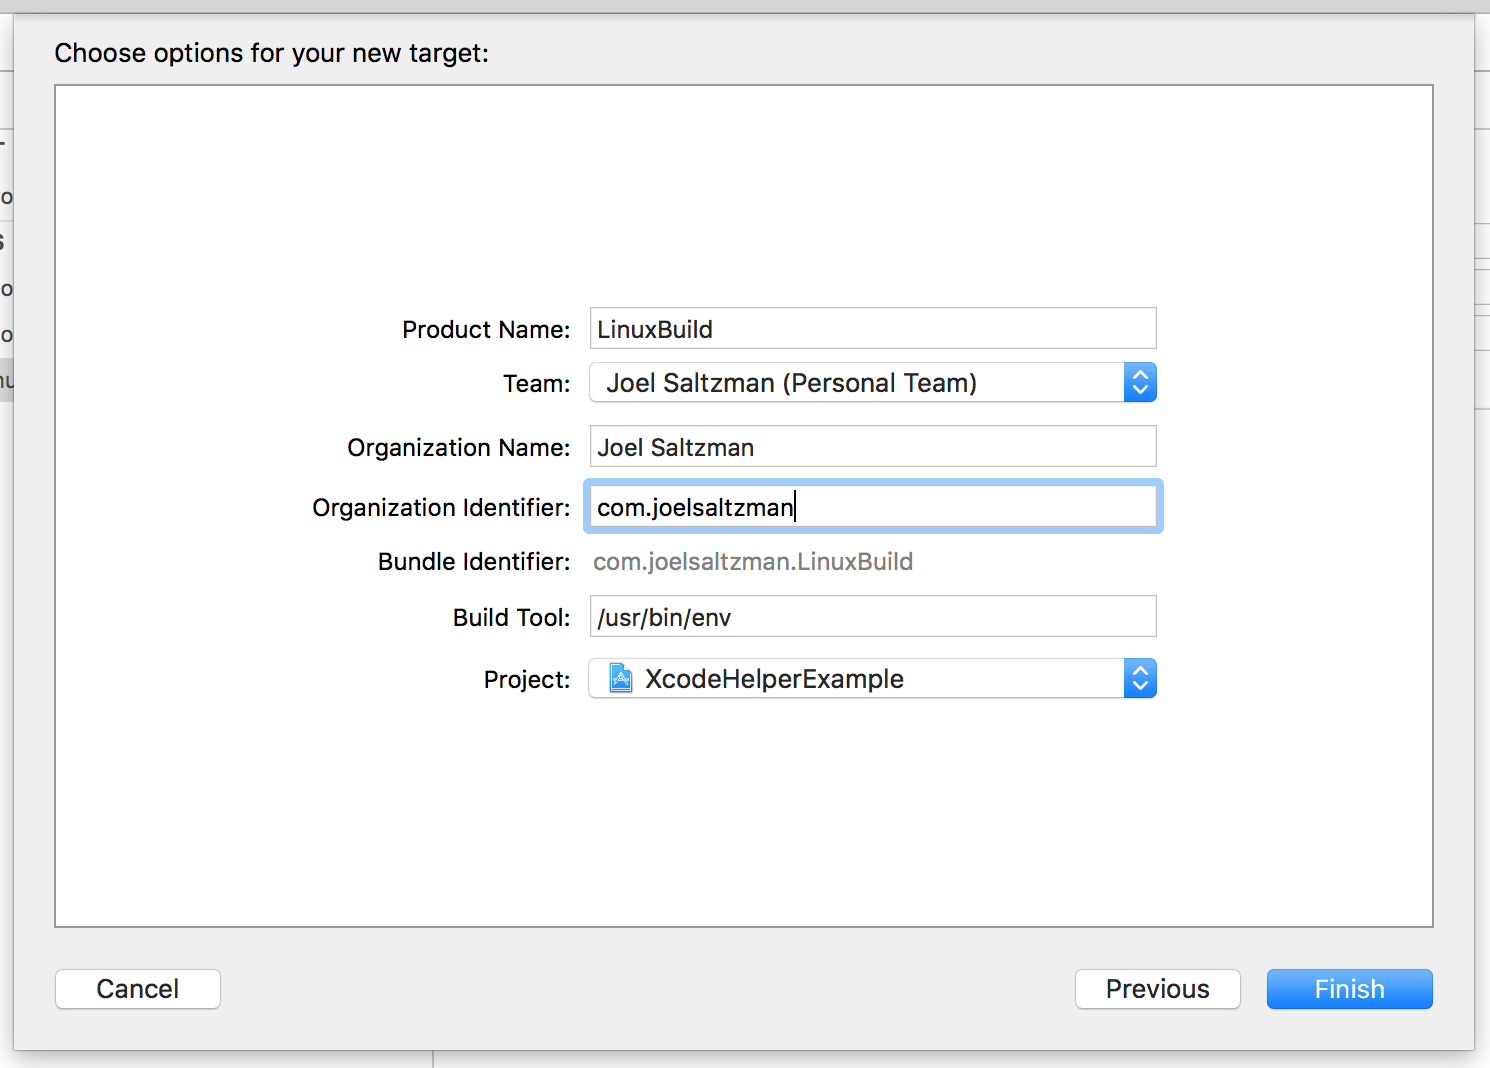 Choose options for your new target:
Product Name: LinuxBuild
Team: Joel Saltzman (Personal Team)
Organization Name: Joel Saltzman
Organization Identifier: com.joelsaltzman
Bundle Identifier: com.joelsaltzman.LinuxBuild
Build Tool: /usr/bin/env
Project: XcodeHelperExample
Cancel Previous Finish